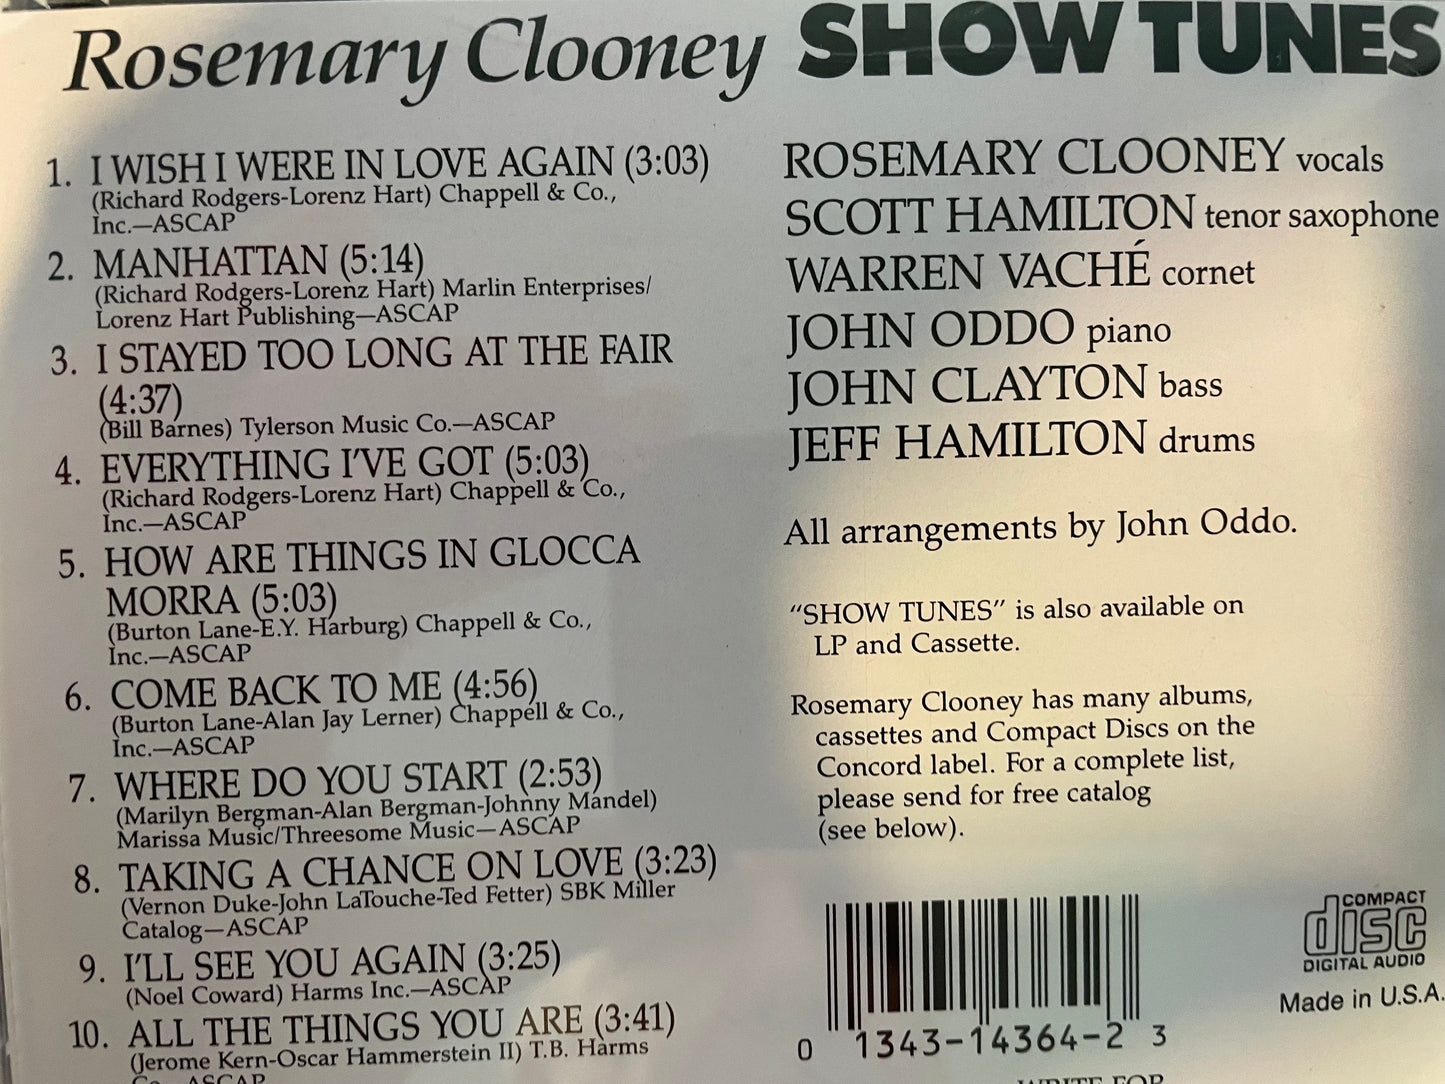 Rosemary Clooney SHOW TUNES
1. I WISH I WERE IN LOVE AGAIN (3:03)
(Richard Rodgers-Lorenz Hart) Chappell & Co.,
Inc.—ASCAP
2. MANHATTAN (5:14)
(Richard Rodgers-Lorenz Hart) Marlin Enterprises/
Lorenz Hart Publishing—ASCAP
3. I STAYED TOO LONG AT THE FAIR
(4:37)
(Bill Barnes) Tylerson Music Co.—ASCAP
4. EVERYTHING I'VE GOT (5:03)
(Richard Rodgers-Lorenz Hart) Chappell & Co.,
Inc.—ASCAP
5. HOW ARE THINGS IN GLOCCA
MORRA (5:03)
(Burton Lane-E.Y. Harburg) Chappell & Co.,
Inc.—ASCAP
6. COME BACK TO ME (4:56)
(Burton Lane-Alan Jay Lerner) Chappell & Co.,
Inc.—ASCAP
7. WHERE DO YOU START (2:53)
(Marilyn Bergman-Alan Bergman-Johnny Mandel)
Marissa Music/Threesome Music—ASCAP
8. TAKING A CHANCE ON LOVE (3:23)
(Vernon Duke-John LaTouche-Ted Fetter) SBK Miller
Catalog—ASCAP
9. I'LL SEE YOU AGAIN (3:25)
(Noel Coward) Harms Inc.—ASCAP
10. ALL THE THINGS YOU ARE (3:41)
(Jerome Kern-Oscar Hammerstein II) T.B. Harms
Co.—ASCAP
ROSEMARY CLOONEY vocals
SCOTT HAMILTON tenor saxophone
WARREN VACHÉ cornet
JOHN ODDO piano
JOHN CLAYTON bass
JEFF HAMILTON drums
All arrangements by John Oddo.
"SHOW TUNES" is also available on
LP and Cassette.
Rosemary Clooney has many albums,
cassettes and Compact Discs on the
Concord label. For a complete list,
please send for free catalog
(see below).
COMPACT
disc
DIGITAL AUDIO
Made in U.S.A.
0 1343-14364-2 3
WRITE FOR